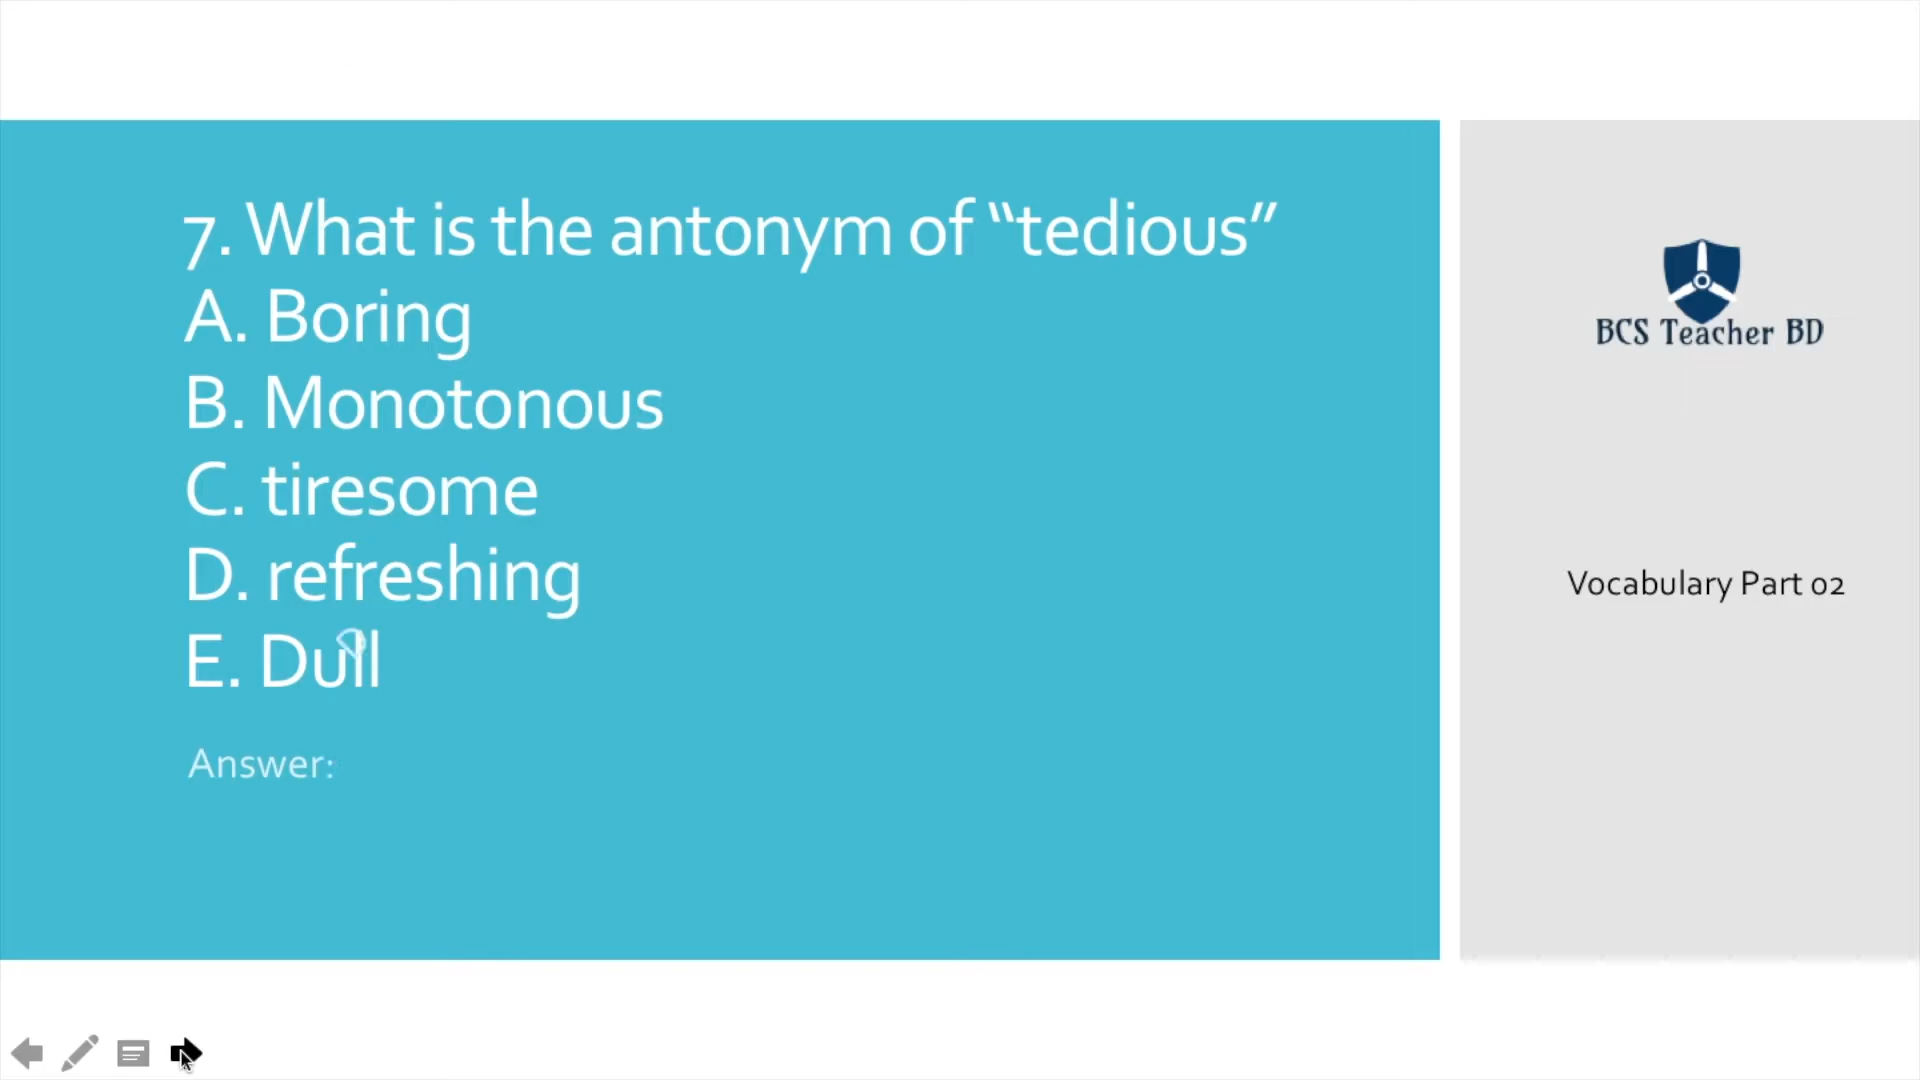 7. What is the antonym of “tedious”
A. Boring
B. Monotonous
C. tiresome
D. refreshing
E. Dull
Answer:
BCS Teacher BD
Vocabulary Part 02